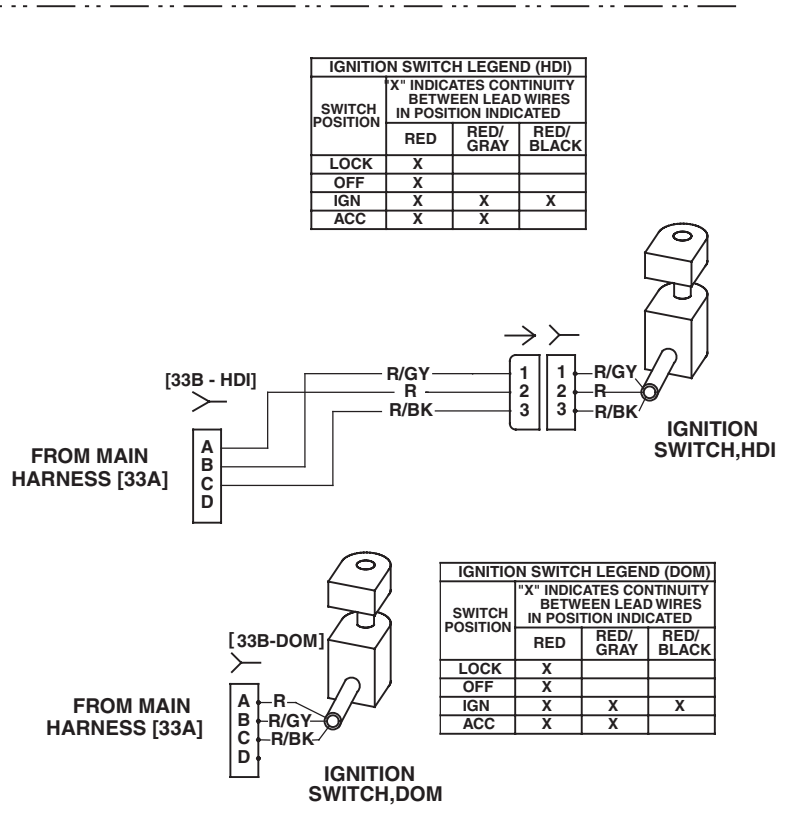 IGNITION SWITCH LEGEND (HDI)
SWITCH POSITION
"X" INDICATES CONTINUITY
BETWEEN LEAD WIRES
IN POSITION INDICATED
RED RED/GRAY RED/BLACK
LOCK X
OFF X
IGN X X X
ACC X X
[33B - HDI]
FROM MAIN
HARNESS [33A]
A
B
C
D
R/GY 1 1 R/GY
R 2 2 R
R/BK 3 3 R/BK
IGNITION
SWITCH,HDI
[33B-DOM]
FROM MAIN
HARNESS [33A]
A R
B R/GY
C R/BK
D
IGNITION
SWITCH,DOM
IGNITION SWITCH LEGEND (DOM)
SWITCH POSITION
"X" INDICATES CONTINUITY
BETWEEN LEAD WIRES
IN POSITION INDICATED
RED RED/GRAY RED/BLACK
LOCK X
OFF X
IGN X X X
ACC X X